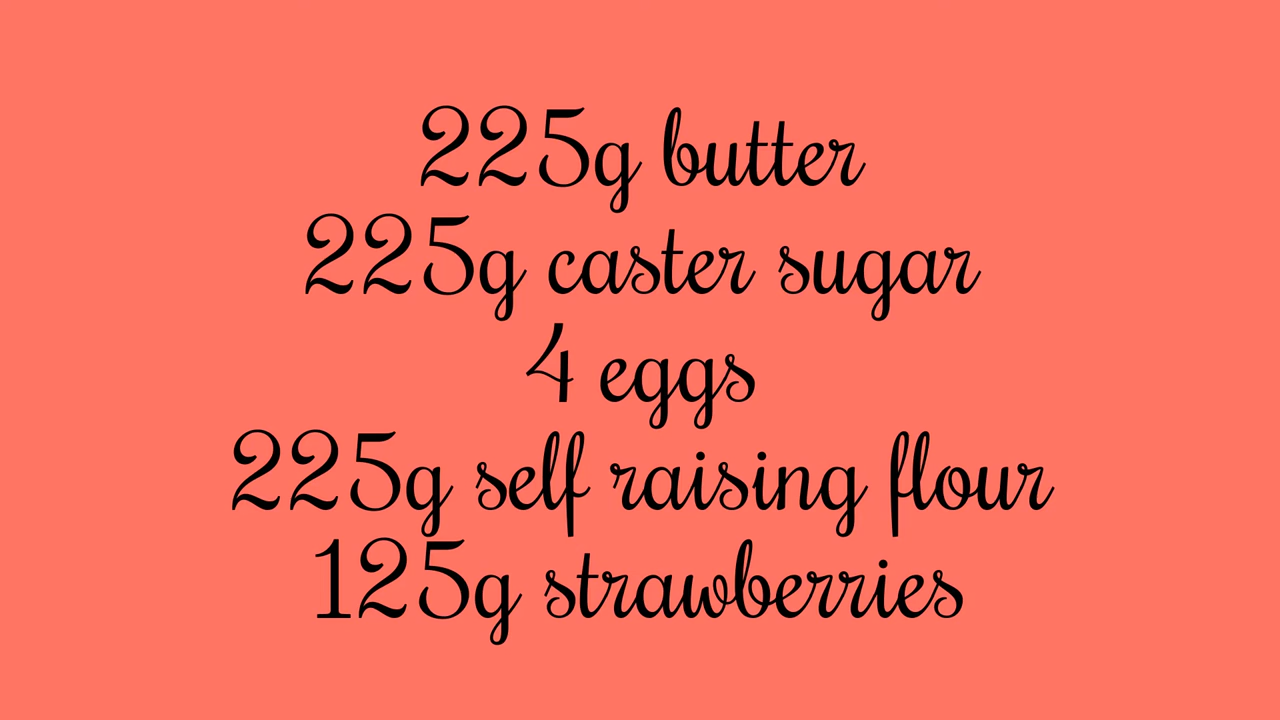 225g butter
225g caster sugar
4 eggs
225g self raising flour
125g strawberries